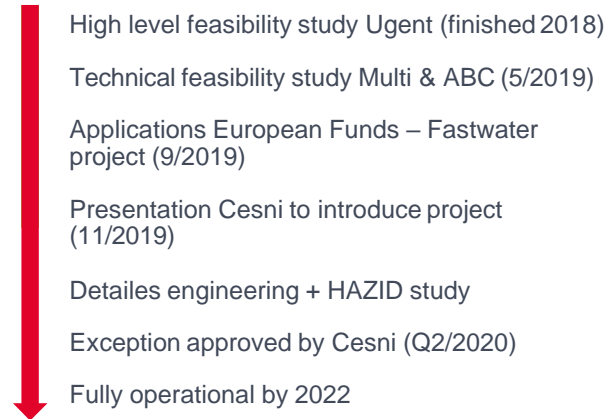 High level feasibility study Ugent (finished 2018)
Technical feasibility study Multi & ABC (5/2019)
Applications European Funds – Fastwater
project (9/2019)
Presentation Cesni to introduce project
(11/2019)
Detailes engineering + HAZID study
Exception approved by Cesni (Q2/2020)
Fully operational by 2022